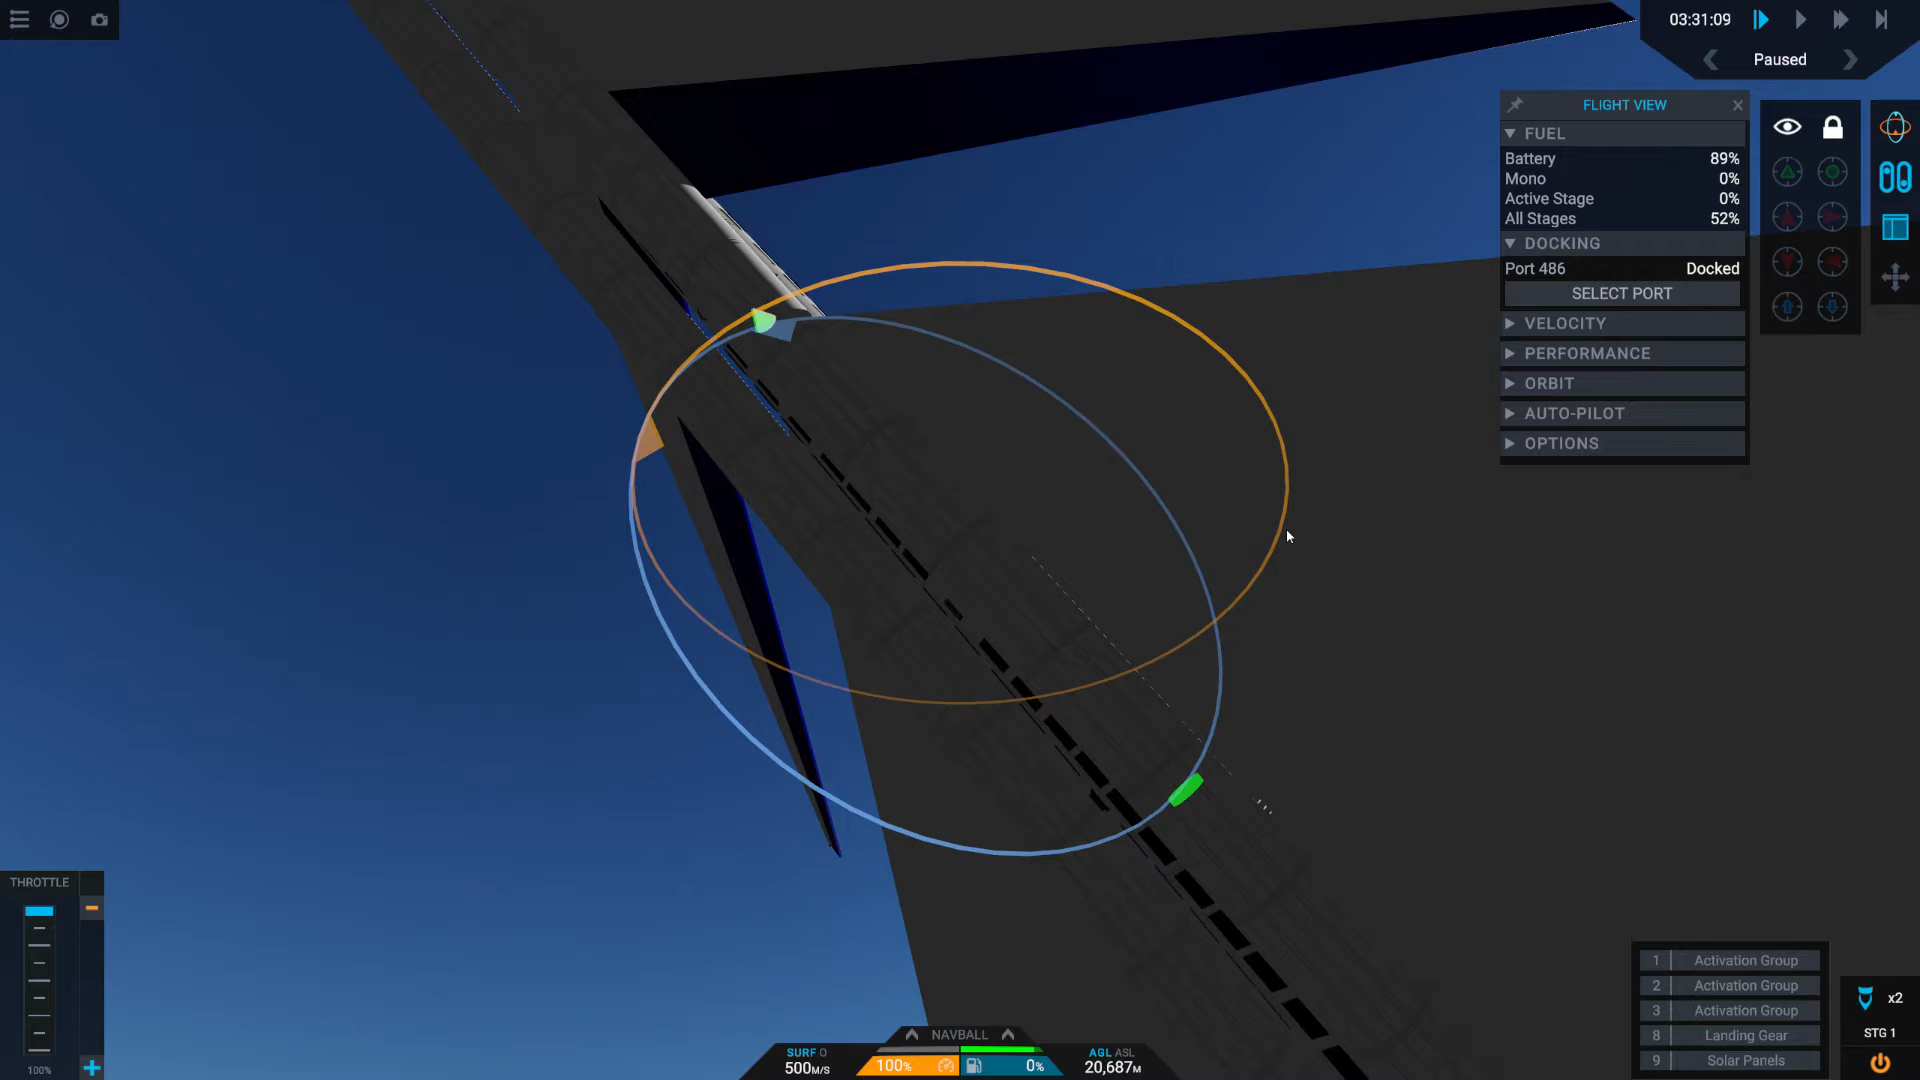 03:31:09
Paused
FLIGHT VIEW
FUEL
Battery 89%
Mono 0%
Active Stage 0%
All Stages 52%
DOCKING
Port 486 Docked
SELECT PORT
VELOCITY
PERFORMANCE
ORBIT
AUTO-PILOT
OPTIONS
THROTTLE
100%
NAVBALL
SURF O
500M/S
100%
0%
AGL ASL
20,687M
1 Activation Group
2 Activation Group
3 Activation Group
8 Landing Gear
9 Solar Panels
x2
STG 1